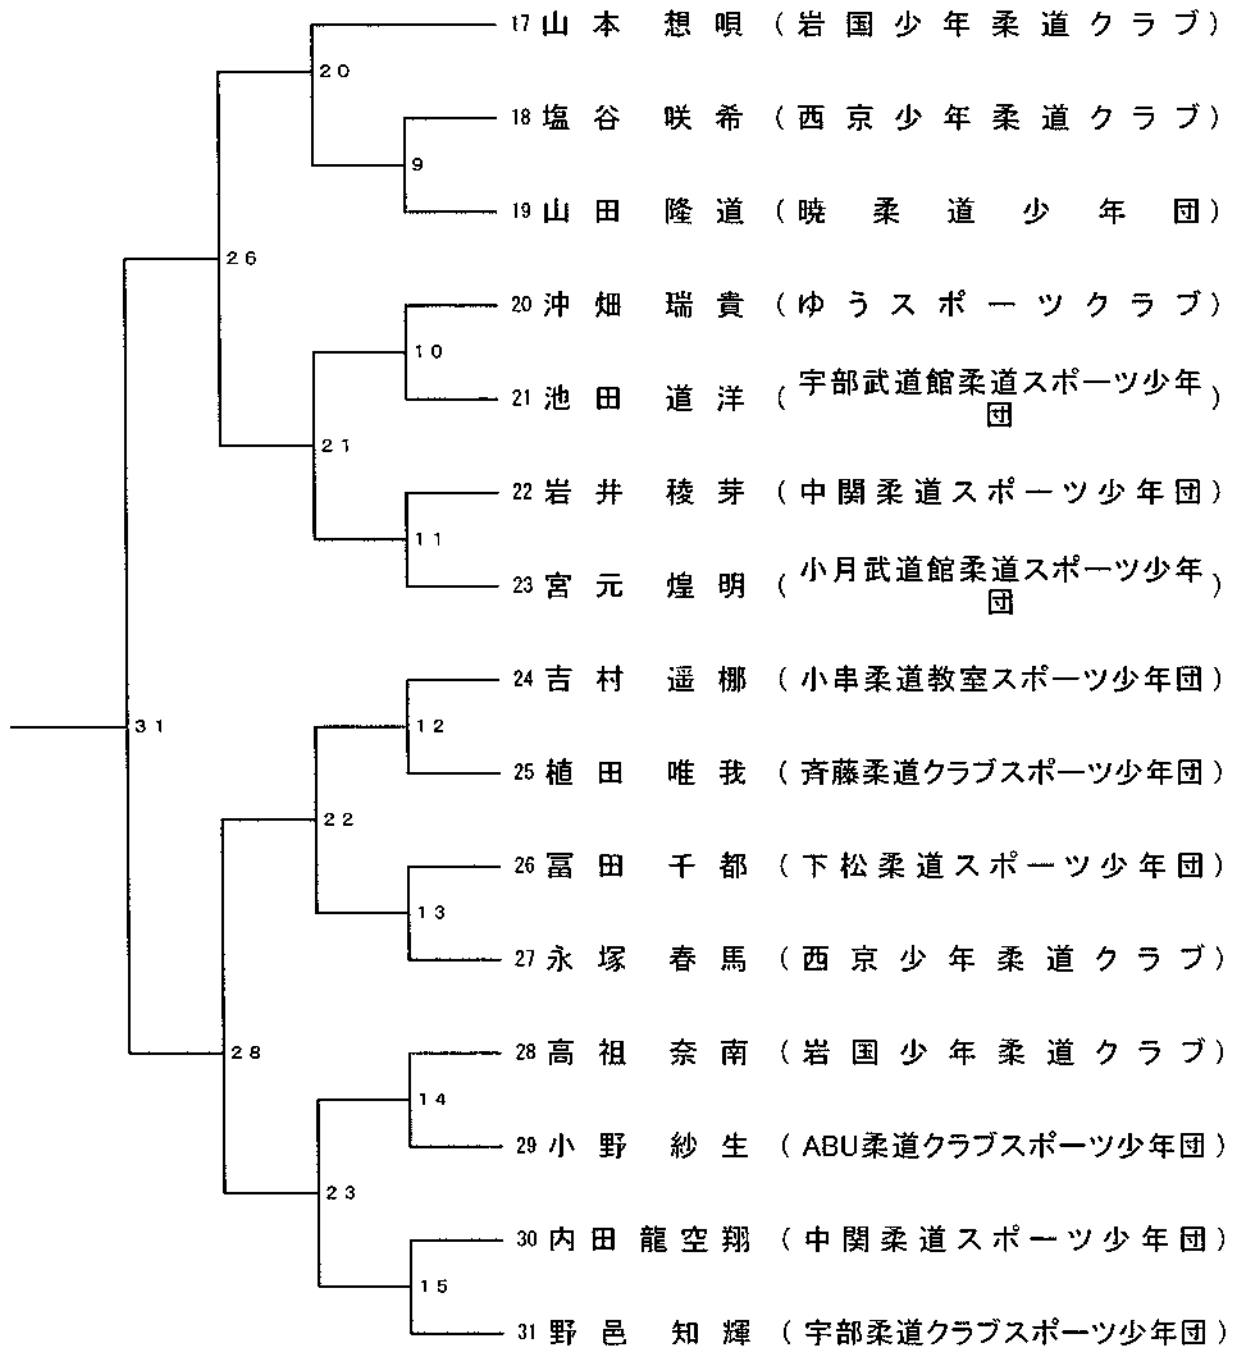 17 山本 想唄 (岩国少年柔道クラブ)
20
18 塩谷 咲希 (西京少年柔道クラブ)
9
19 山田 隆道 (暁柔道少年団)
26
20 沖畑 瑞貴 (ゆうスポーツクラブ)
10
21 池田 道洋 (宇部武道館柔道スポーツ少年
団)
21
22 岩井 稜芽 (中関柔道スポーツ少年団)
11
23 宮元 煌明 (小月武道館柔道スポーツ少年
団)
24 吉村 遥梛 (小串柔道教室スポーツ少年団)
31
12
25 植田 唯我 (斉藤柔道クラブスポーツ少年団)
22
26 冨田 千都 (下松柔道スポーツ少年団)
13
27 永塚 春馬 (西京少年柔道クラブ)
28
28 高祖 奈南 (岩国少年柔道クラブ)
14
29 小野 紗生 (ABU柔道クラブスポーツ少年団)
23
30 内田 龍空翔 (中関柔道スポーツ少年団)
15
31 野邑 知輝 (宇部柔道クラブスポーツ少年団)